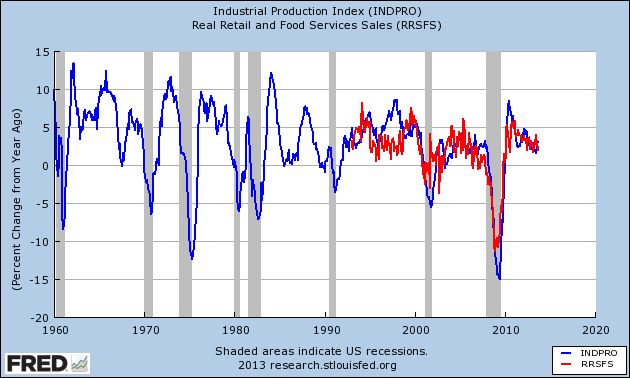 Industrial Production Index (INDPRO)
Real Retail and Food Services Sales (RRSFS)
(Percent Change from Year Ago)
15
10
5
0
-5
-10
-15
-20
1960 1970 1980 1990 2000 2010 2020
Shaded areas indicate US recessions.
2013 research.stlouisfed.org
FRED
INDPRO
RRSFS